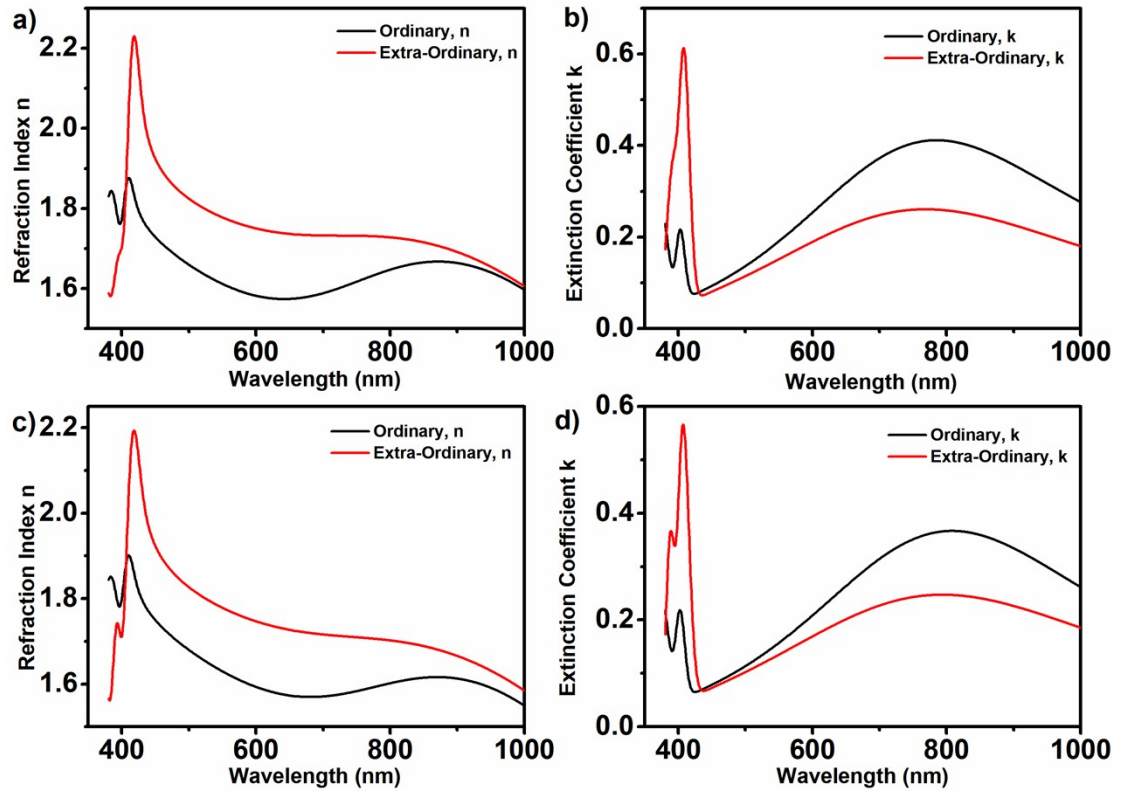 a)
Ordinary, n
Extra-Ordinary, n
Refraction Index n
2.2
2.0
1.8
1.6
400
600
800
1000
Wavelength (nm)
b)
Ordinary, k
Extra-Ordinary, k
Extinction Coefficient k
0.6
0.4
0.2
0.0
400
600
800
1000
Wavelength (nm)
c)
Ordinary, n
Extra-Ordinary, n
Refraction Index n
2.2
2.0
1.8
1.6
400
600
800
1000
Wavelength (nm)
d)
Ordinary, k
Extra-Ordinary, k
Extinction Coefficient k
0.6
0.4
0.2
0.0
400
600
800
1000
Wavelength (nm)